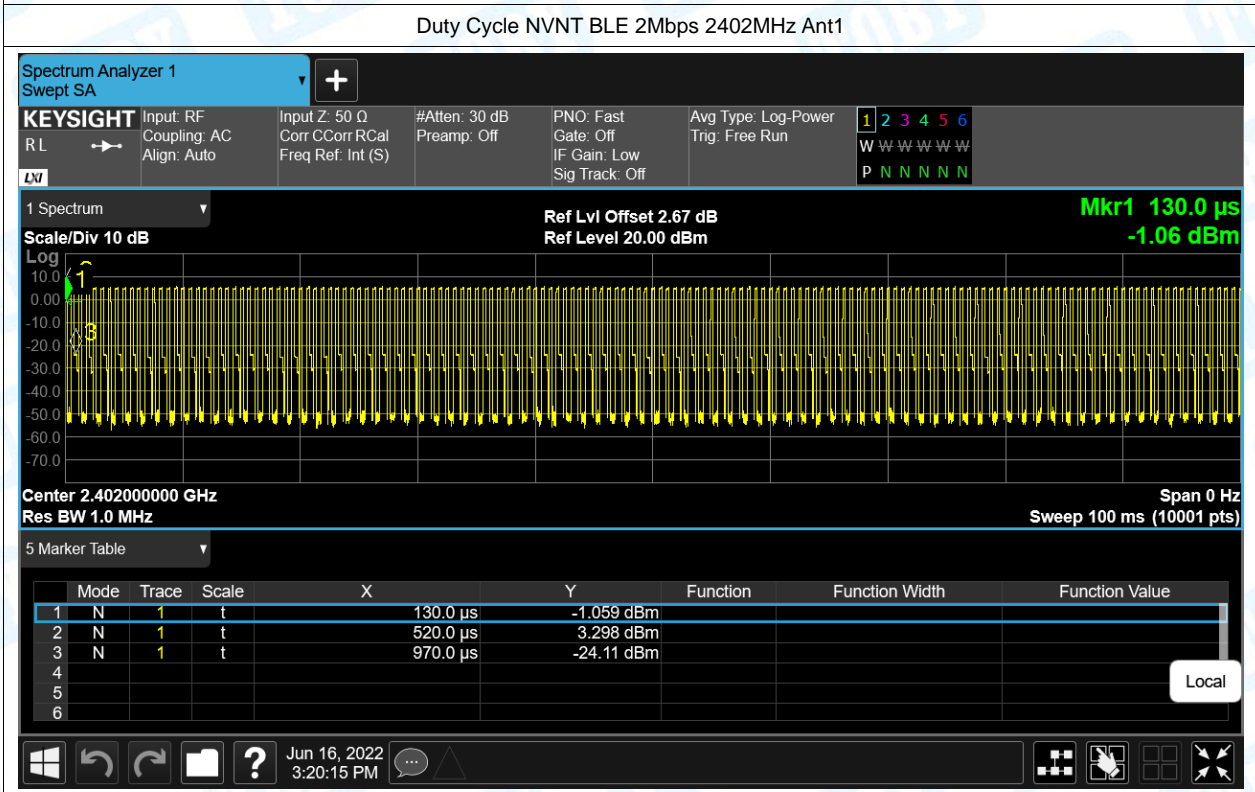 Duty Cycle NVNT BLE 2Mbps 2402MHz Ant1
Spectrum Analyzer 1
Swept SA
KEYSIGHT Input: RF Input Z: 50 Ω #Atten: 30 dB PNO: Fast Avg Type: Log-Power 1 2 3 4 5 6
RL Coupling: AC Corr CCorr RCal Preamp: Off Gate: Off Trig: Free Run W W W W W W
Align: Auto Freq Ref: Int (S) IF Gain: Low
LXI Sig Track: Off P N N N N N
1 Spectrum Ref Lvl Offset 2.67 dB Mkr1 130.0 µs
Scale/Div 10 dB Ref Level 20.00 dBm -1.06 dBm
Log
10.0 1
0.00
-10.0
3
-20.0
-30.0
-40.0
-50.0
-60.0
-70.0
Center 2.402000000 GHz Span 0 Hz
Res BW 1.0 MHz Sweep 100 ms (10001 pts)
5 Marker Table
Mode Trace Scale X Y Function Function Width Function Value
1 N 1 t 130.0 µs -1.059 dBm
2 N 1 t 520.0 µs 3.298 dBm
3 N 1 t 970.0 µs -24.11 dBm
4
5
6
Local
Jun 16, 2022
3:20:15 PM